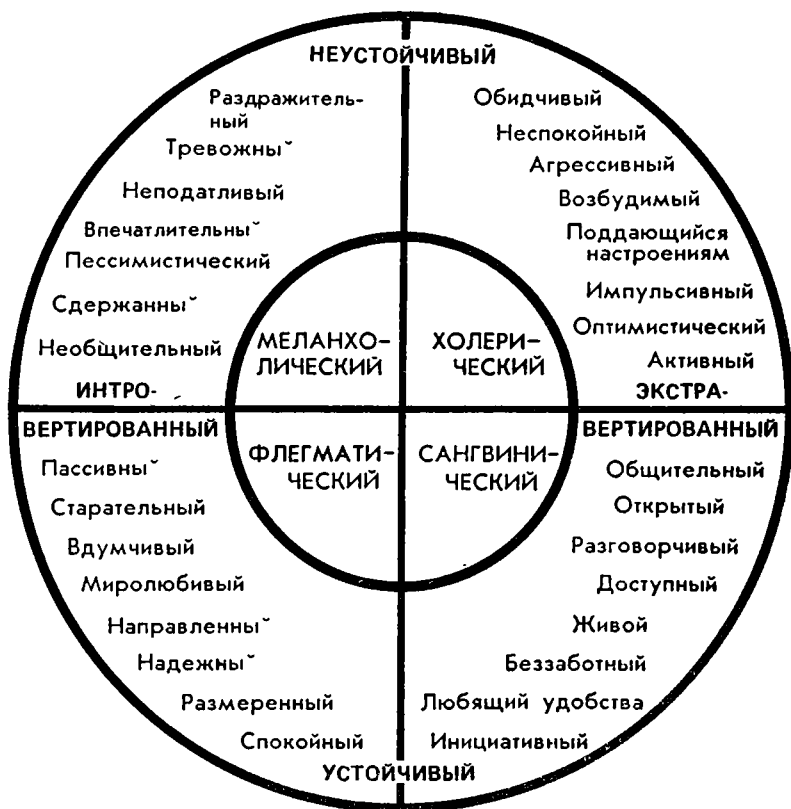 НЕУСТОЙЧИВЫЙ
Раздражитель-
ный
Тревожный
Неподатливый
Впечатлительный
Пессимистический
Сдержанный
Необщительный
Обидчивый
Неспокойный
Агрессивный
Возбудимый
Поддающийся
настроениям
Импульсивный
Оптимистический
Активный
МЕЛАНХО-
ЛИЧЕСКИЙ
ХОЛЕРИ-
ЧЕСКИЙ
ИНТРО-
ВЕРТИРОВАННЫЙ
ЭКСТРА-
ВЕРТИРОВАННЫЙ
ФЛЕГМАТИ-
ЧЕСКИЙ
САНГВИНИ-
ЧЕСКИЙ
Пассивный
Старательный
Вдумчивый
Миролюбивый
Направленный
Надежный
Размеренный
Спокойный
Общительный
Открытый
Разговорчивый
Доступный
Живой
Беззаботный
Любящий удобства
Инициативный
УСТОЙЧИВЫЙ